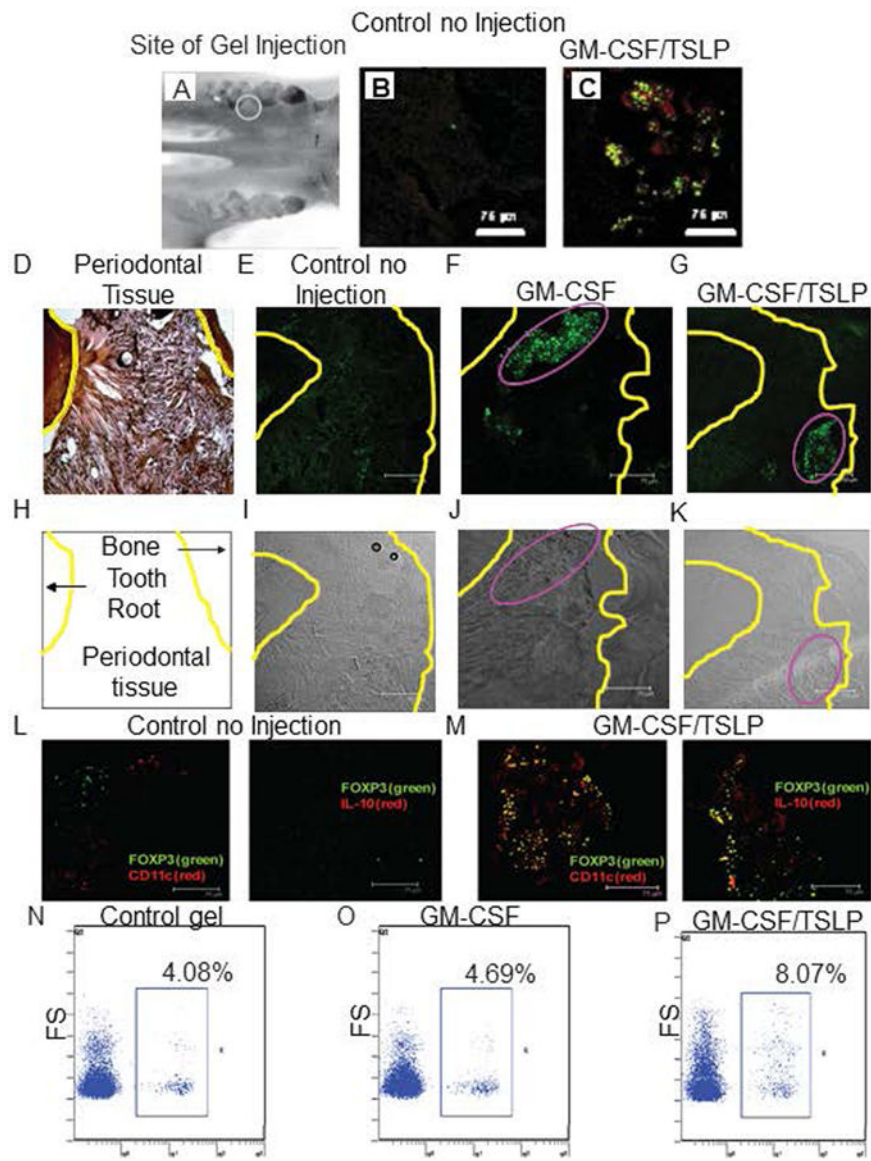 Control no Injection
Site of Gel Injection
GM-CSF/TSLP
A
B
C
75 µm
75 µm
D
Periodontal
Tissue
E
Control no
Injection
F
GM-CSF
G
GM-CSF/TSLP
H
Bone
Tooth
Root
Periodontal
tissue
I
J
K
L
Control no Injection
M
GM-CSF/TSLP
FOXP3(green)
CD11c(red)
FOXP3(green)
IL-10(red)
FOXP3(green)
CD11c(red)
FOXP3(green)
IL-10(red)
N
Control gel
4.08%
FS
O
GM-CSF
4.69%
FS
P
GM-CSF/TSLP
8.07%
FS